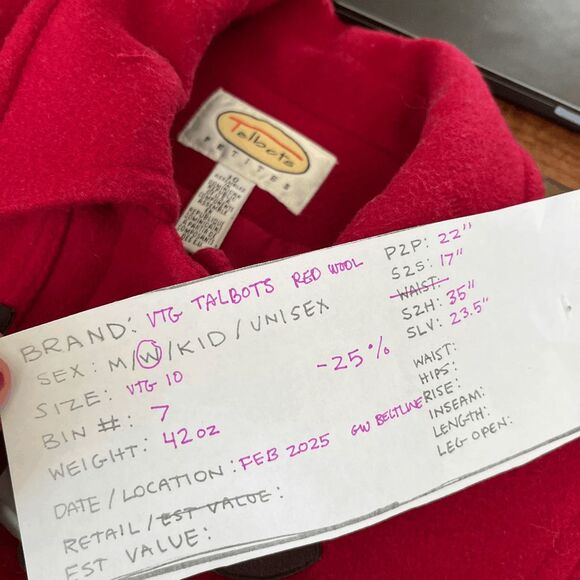 Talbots
PETITES
10
BRAND: VTG TALBOTS RED WOOL
SEX: M/W/KID/UNISEX
SIZE: VTG 10
BIN #: 7
WEIGHT: 42 OZ
-25%
DATE/LOCATION: FEB 2025 GW BELTLINE
RETAIL/EST VALUE:
EST VALUE:
P2P: 22"
S2S: 17"
WAIST:
S2H: 35"
SLV: 23.5"
WAIST:
HIPS:
RISE:
INSEAM:
LENGTH:
LEG OPEN: